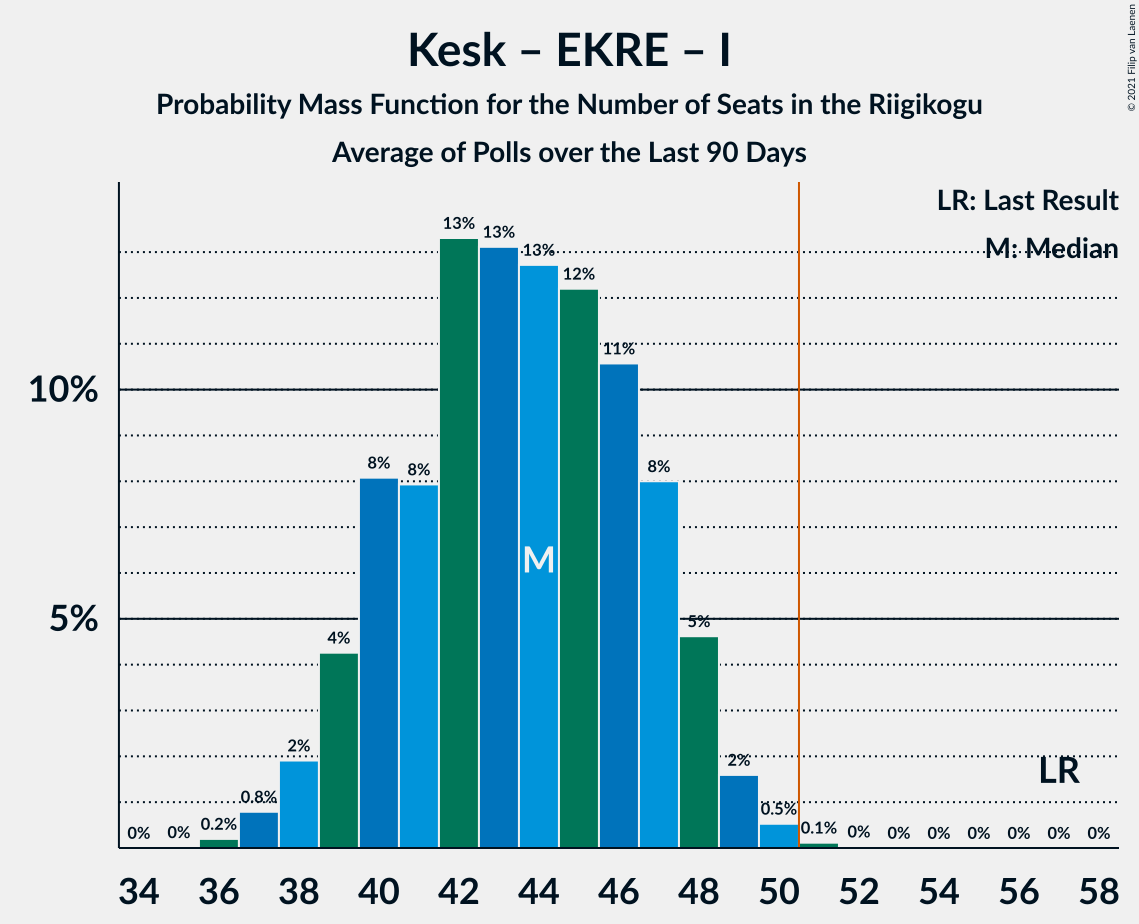 Kesk – EKRE – I
Probability Mass Function for the Number of Seats in the Riigikogu
Average of Polls over the Last 90 Days
© 2021 Filip van Laenen
LR: Last Result
M: Median
10%
5%
0% 0% 0.2% 0.8% 2% 4% 8% 8% 13% 13% 13% 12% 11% 8% 5% 2% 0.5% 0.1% 0% 0% 0% 0% 0% 0% 0%
M
LR
34 36 38 40 42 44 46 48 50 52 54 56 58